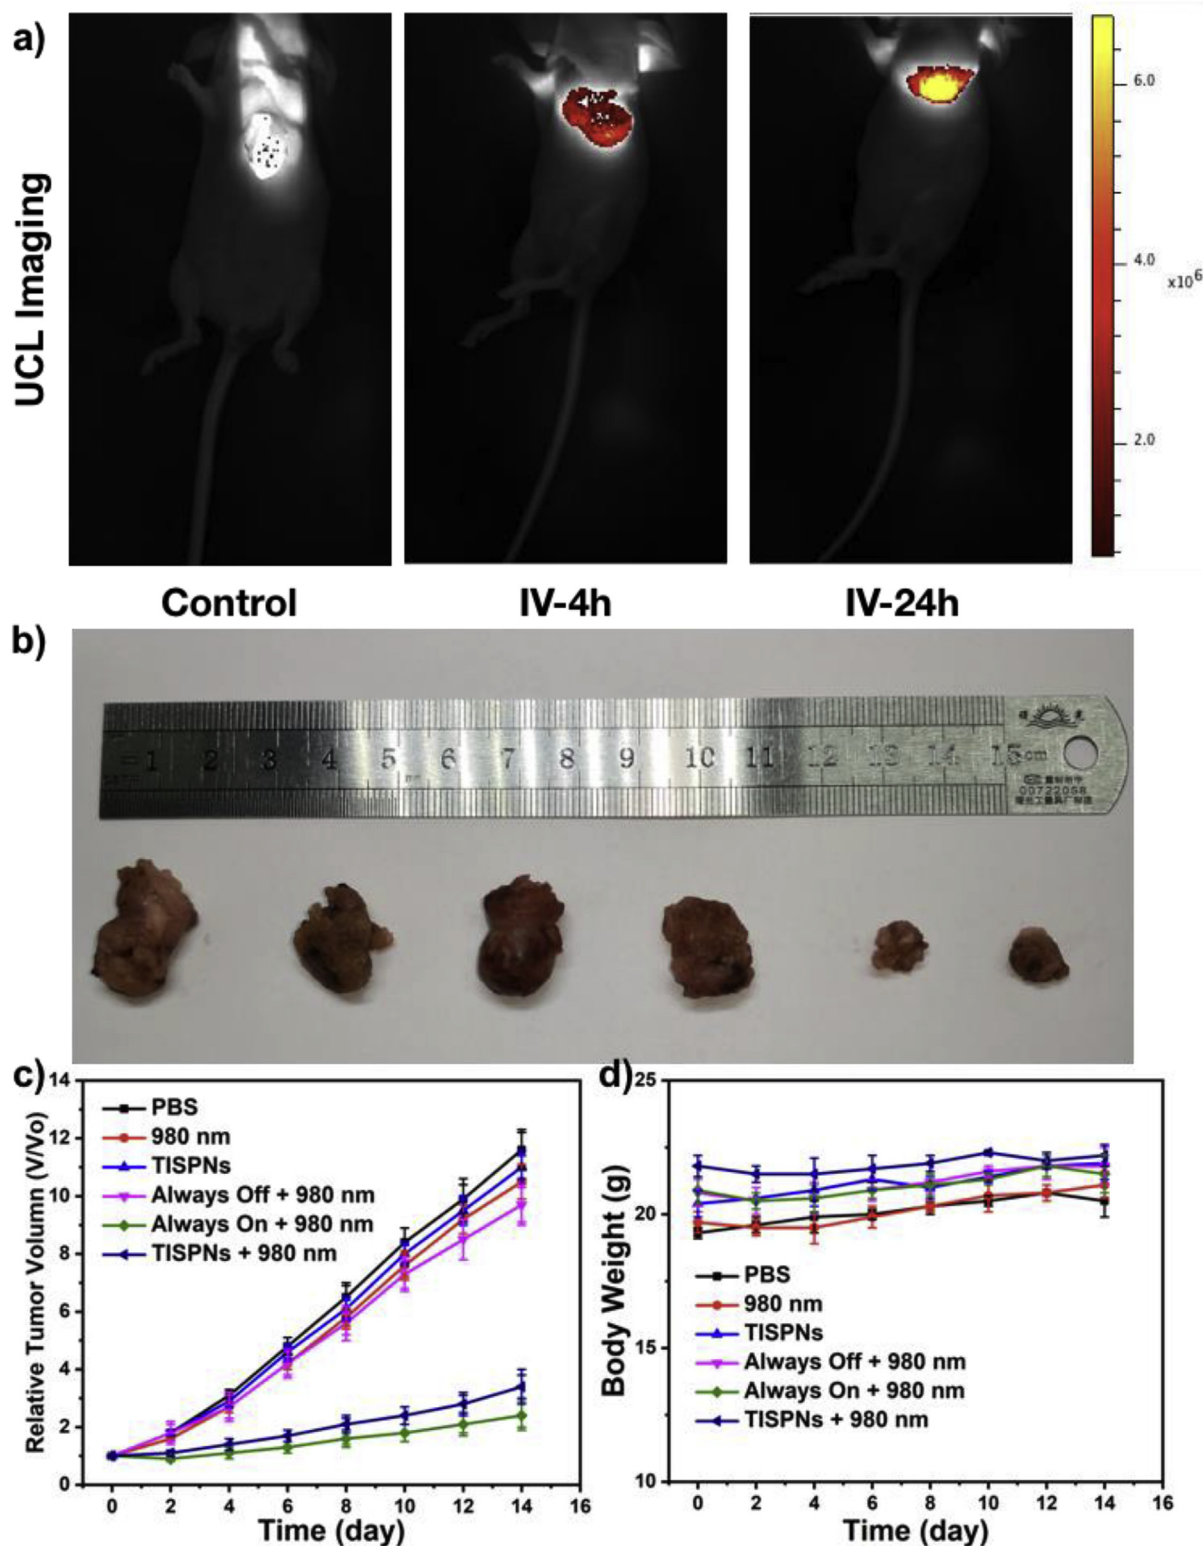 a)
UCL Imaging
6.0
4.0
x10⁶
2.0
Control IV-4h IV-24h
b)
1 2 3 4 5 6 7 8 9 10 11 12 13 14 15 cm
00722058
c)
Relative Tumor Volumn (V/Vo)
14
12
10
8
6
4
2
0
PBS
980 nm
TISPNs
Always Off + 980 nm
Always On + 980 nm
TISPNs + 980 nm
0 2 4 6 8 10 12 14 16
Time (day)
d)
Body Weight (g)
25
20
15
10
PBS
980 nm
TISPNs
Always Off + 980 nm
Always On + 980 nm
TISPNs + 980 nm
0 2 4 6 8 10 12 14 16
Time (day)